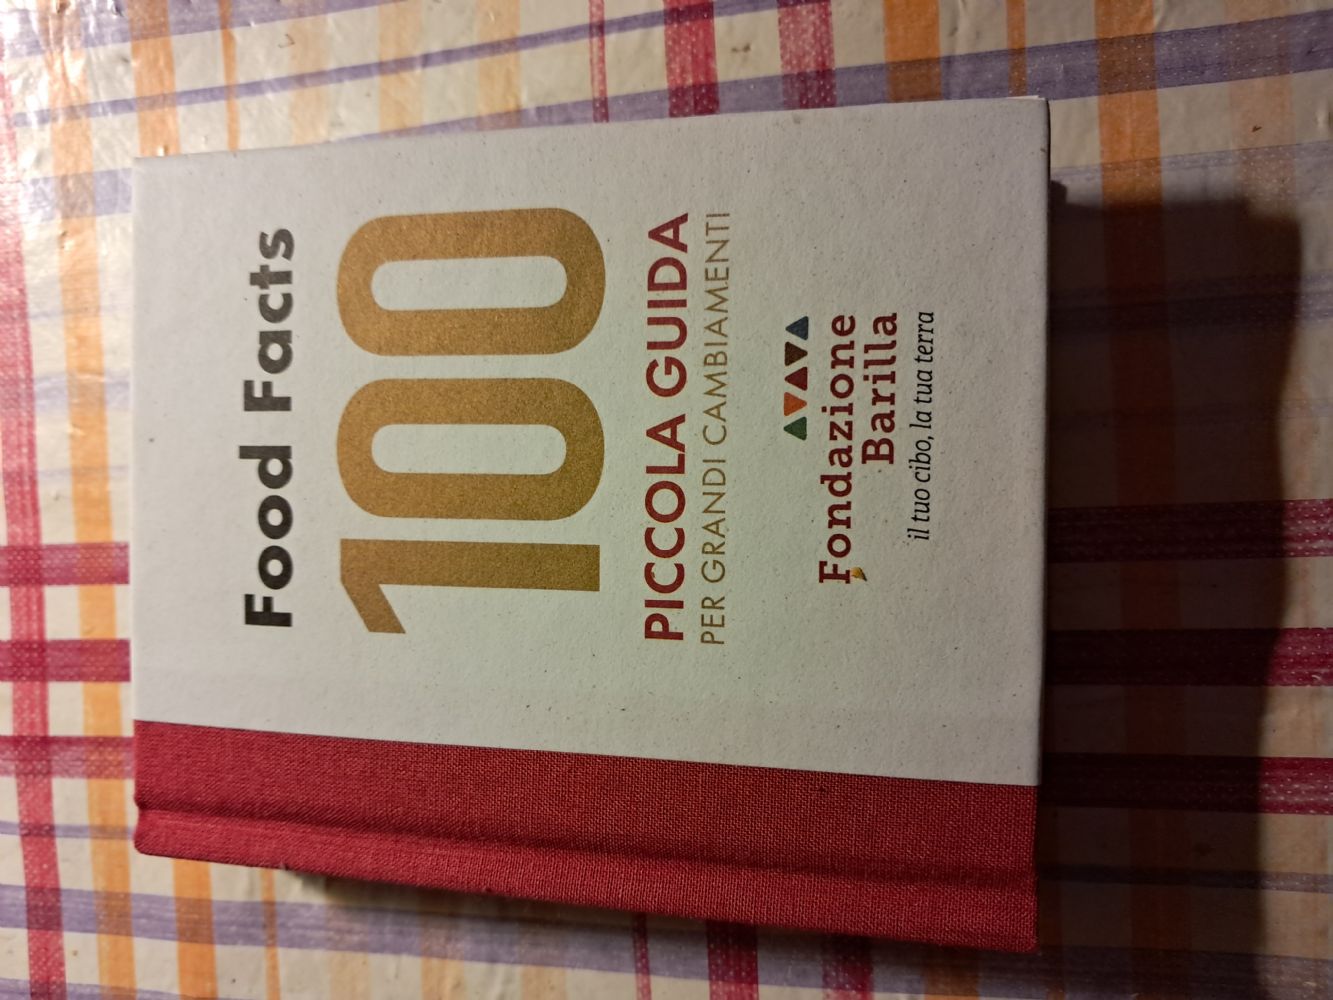 Food Facts
100
PICCOLA GUIDA
PER GRANDI CAMBIAMENTI
Fondazione
Barilla
il tuo cibo, la tua terra